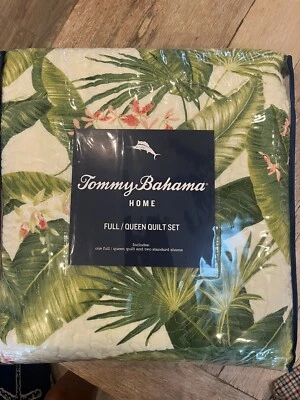 Tommy Bahama
HOME
FULL / QUEEN QUILT SET
Includes:
one full / queen quilt and two standard shams